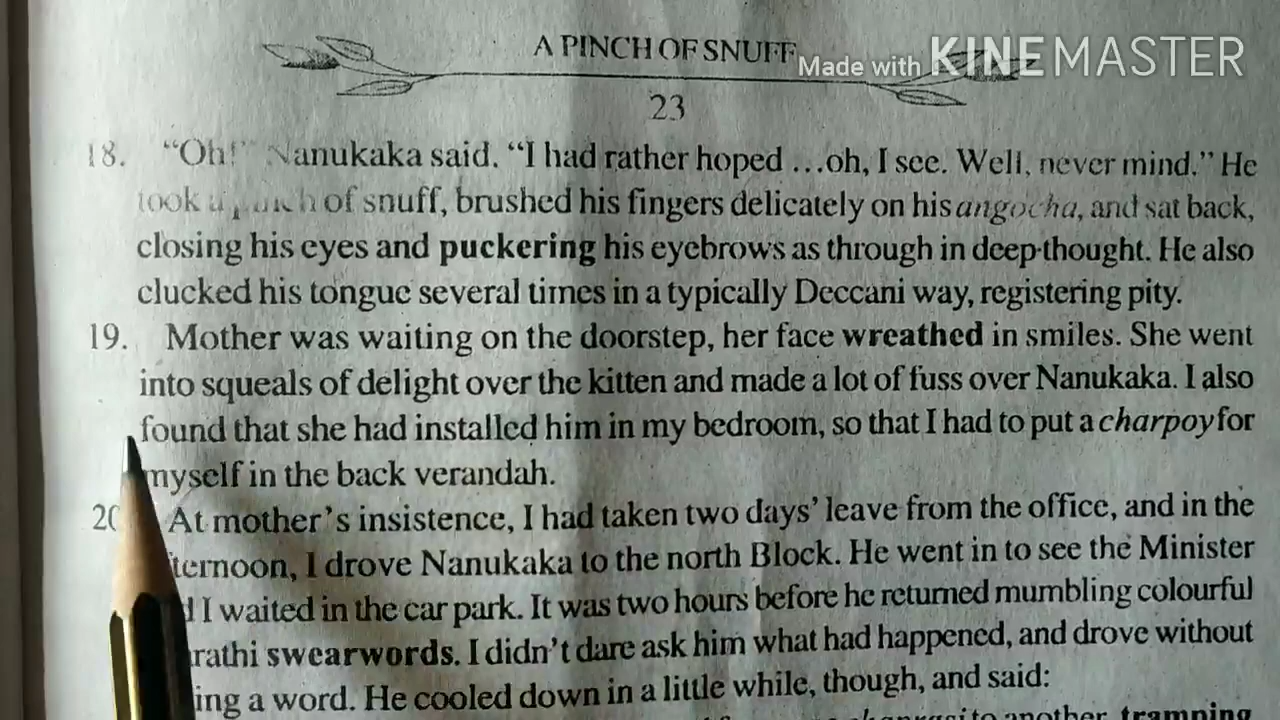 A PINCH OF SNUFF
Made with KINEMASTER
23
18. "Oh!" Nanukaka said. "I had rather hoped ...oh, I see. Well, never mind." He
took a pinch of snuff, brushed his fingers delicately on his angocha, and sat back,
closing his eyes and puckering his eyebrows as through in deep thought. He also
clucked his tongue several times in a typically Deccani way, registering pity.
19. Mother was waiting on the doorstep, her face wreathed in smiles. She went
into squeals of delight over the kitten and made a lot of fuss over Nanukaka. I also
found that she had installed him in my bedroom, so that I had to put a charpoy for
myself in the back verandah.
20 At mother's insistence, I had taken two days' leave from the office, and in the
ternoon, I drove Nanukaka to the north Block. He went in to see the Minister
I waited in the car park. It was two hours before he returned mumbling colourful
rathi swearwords. I didn't dare ask him what had happened, and drove without
ing a word. He cooled down in a little while, though, and said:
to another, tramping